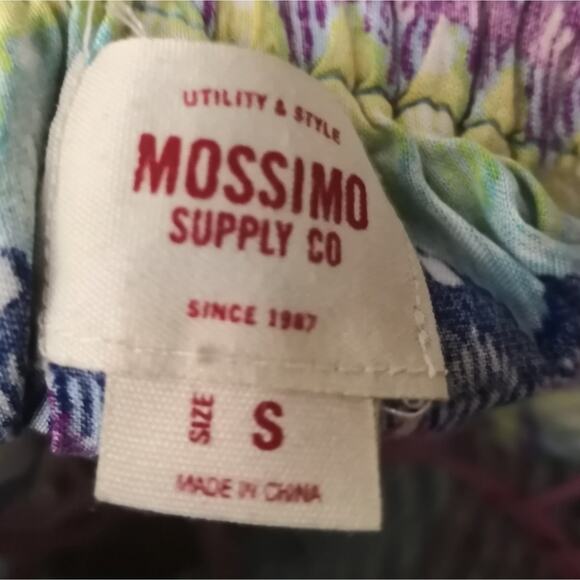 UTILITY & STYLE
MOSSIMO
SUPPLY CO
SINCE 1987
SIZE S
MADE IN CHINA